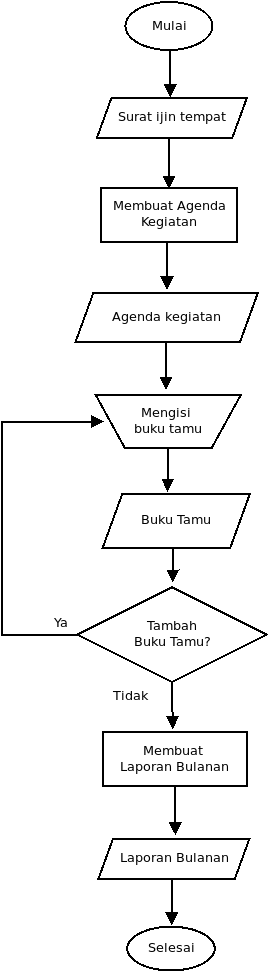 Mulai
Surat ijin tempat
Membuat Agenda
Kegiatan
Agenda kegiatan
Mengisi
buku tamu
Buku Tamu
Tambah
Buku Tamu?
Ya
Tidak
Membuat
Laporan Bulanan
Laporan Bulanan
Selesai